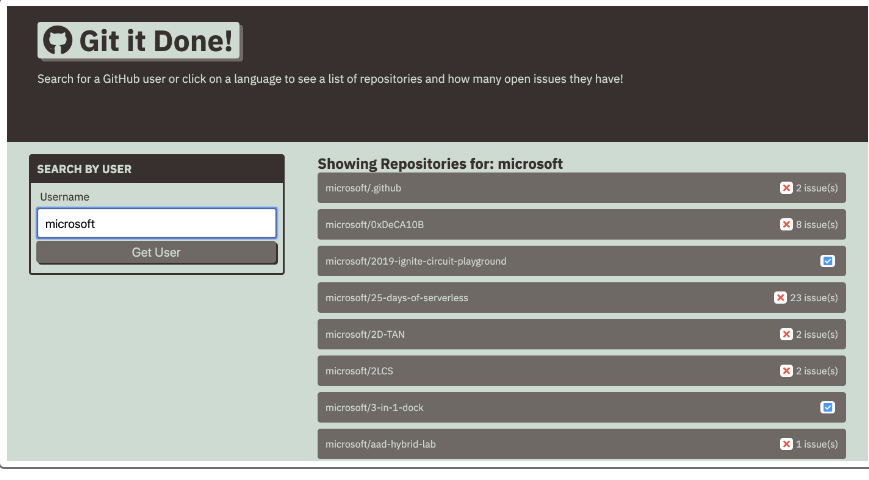 Git it Done!
Search for a GitHub user or click on a language to see a list of repositories and how many open issues they have!
SEARCH BY USER
Username
microsoft
Get User
Showing Repositories for: microsoft
microsoft/.github 2 issue(s)
microsoft/0xDeCA10B 8 issue(s)
microsoft/2019-ignite-circuit-playground
microsoft/25-days-of-serverless 23 issue(s)
microsoft/2D-TAN 2 issue(s)
microsoft/2LCS 2 issue(s)
microsoft/3-in-1-dock
microsoft/aad-hybrid-lab 1 issue(s)